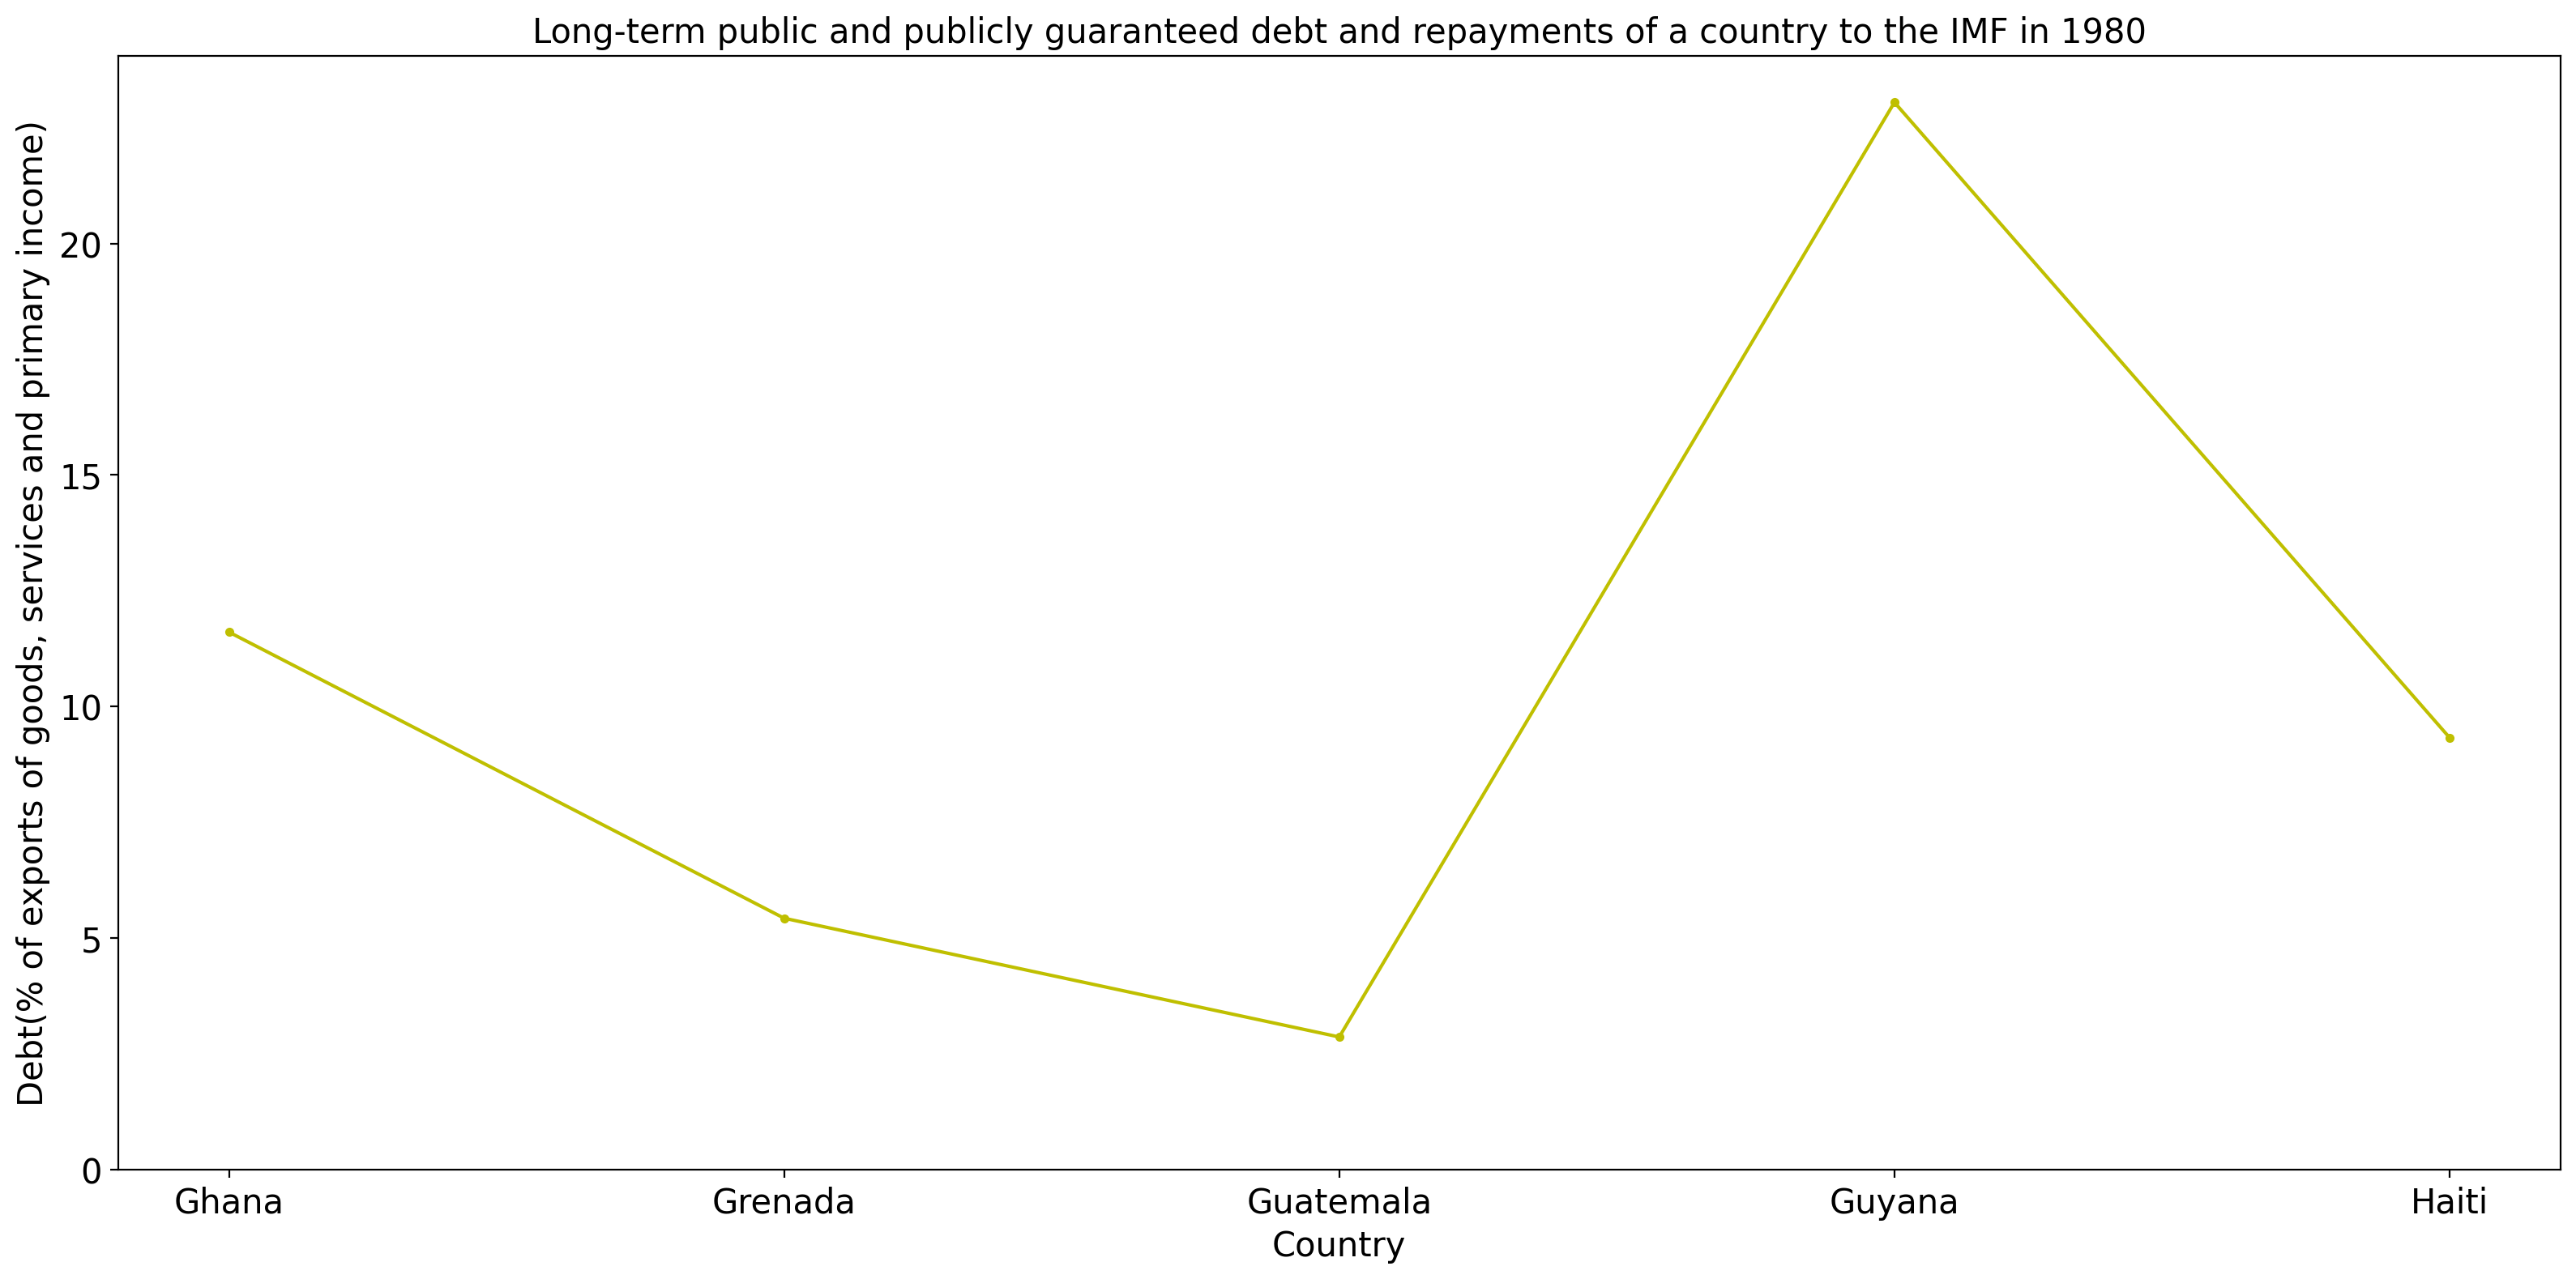 Long-term public and publicly guaranteed debt and repayments of a country to the IMF in 1980
Debt(% of exports of goods, services and primary income)
20
15
10
5
0
Ghana Grenada Guatemala Guyana Haiti
Country